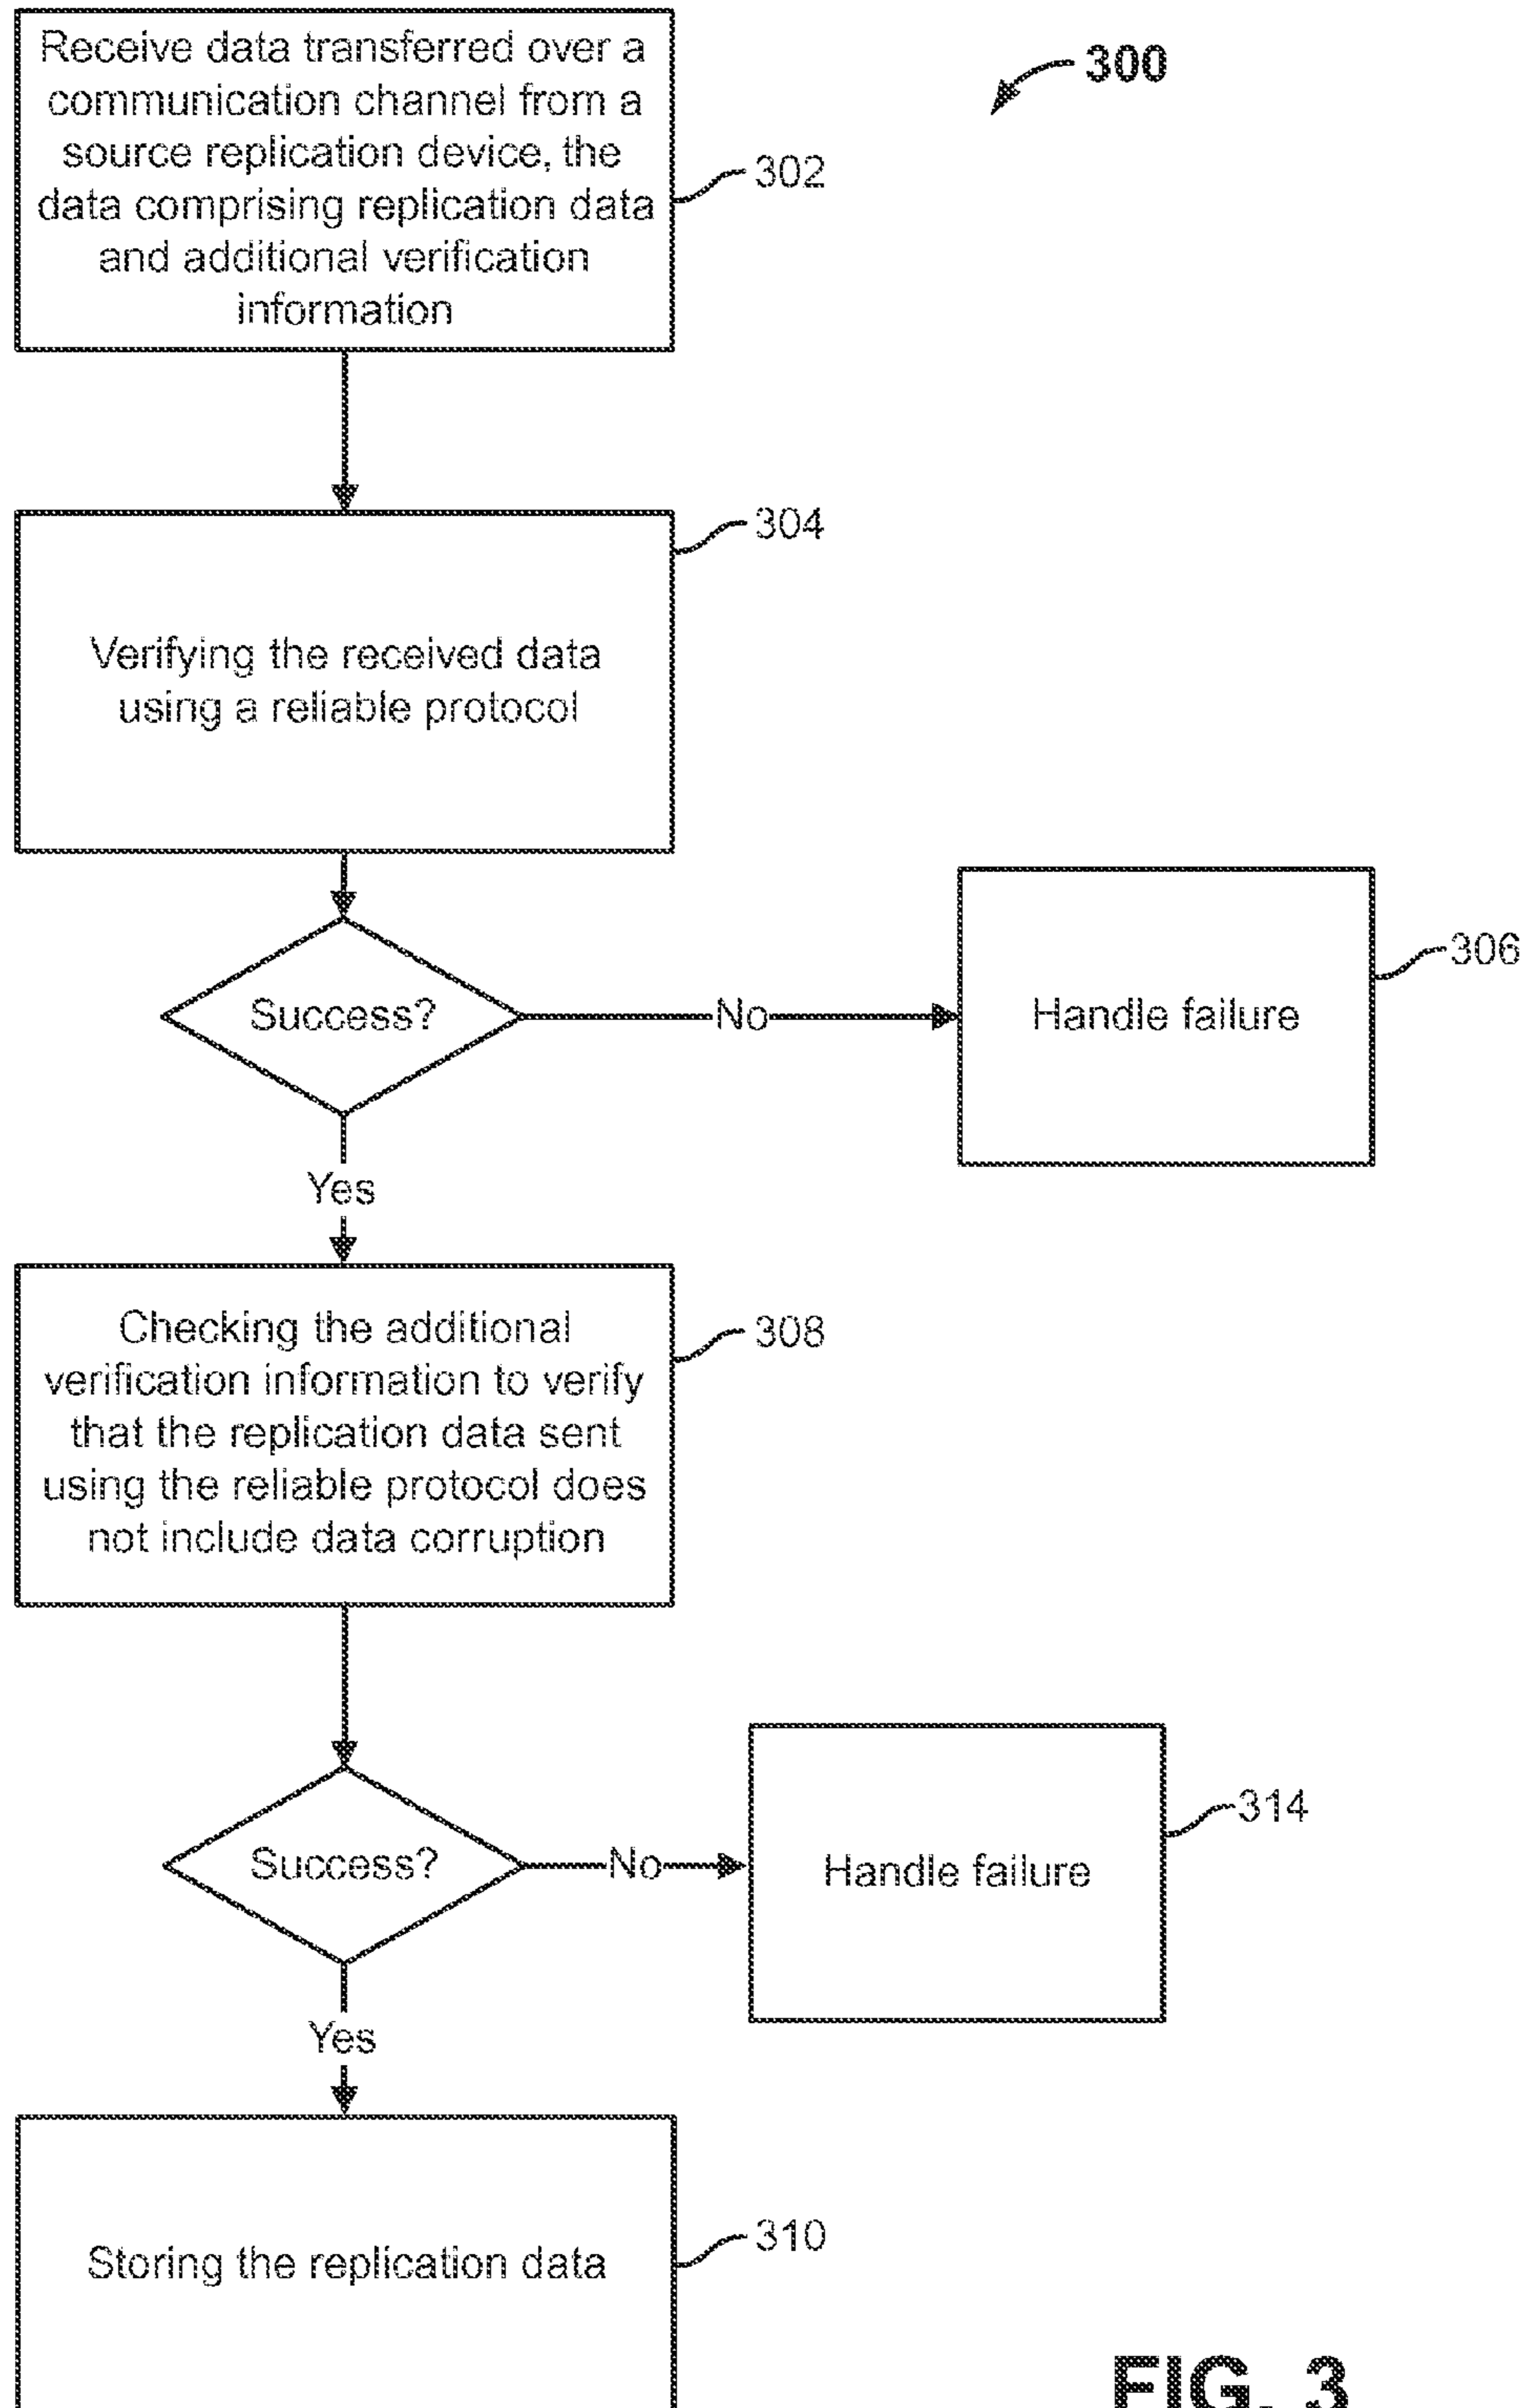 Receive data transferred over a
communication channel from a
source replication device, the
data comprising replication data
and additional verification
information
300
302
304
Verifying the received data
using a reliable protocol
Success?
No
Handle failure
306
Yes
Checking the additional
verification information to verify
that the replication data sent
using the reliable protocol does
not include data corruption
308
Success?
No
Handle failure
314
Yes
Storing the replication data
310
FIG. 3